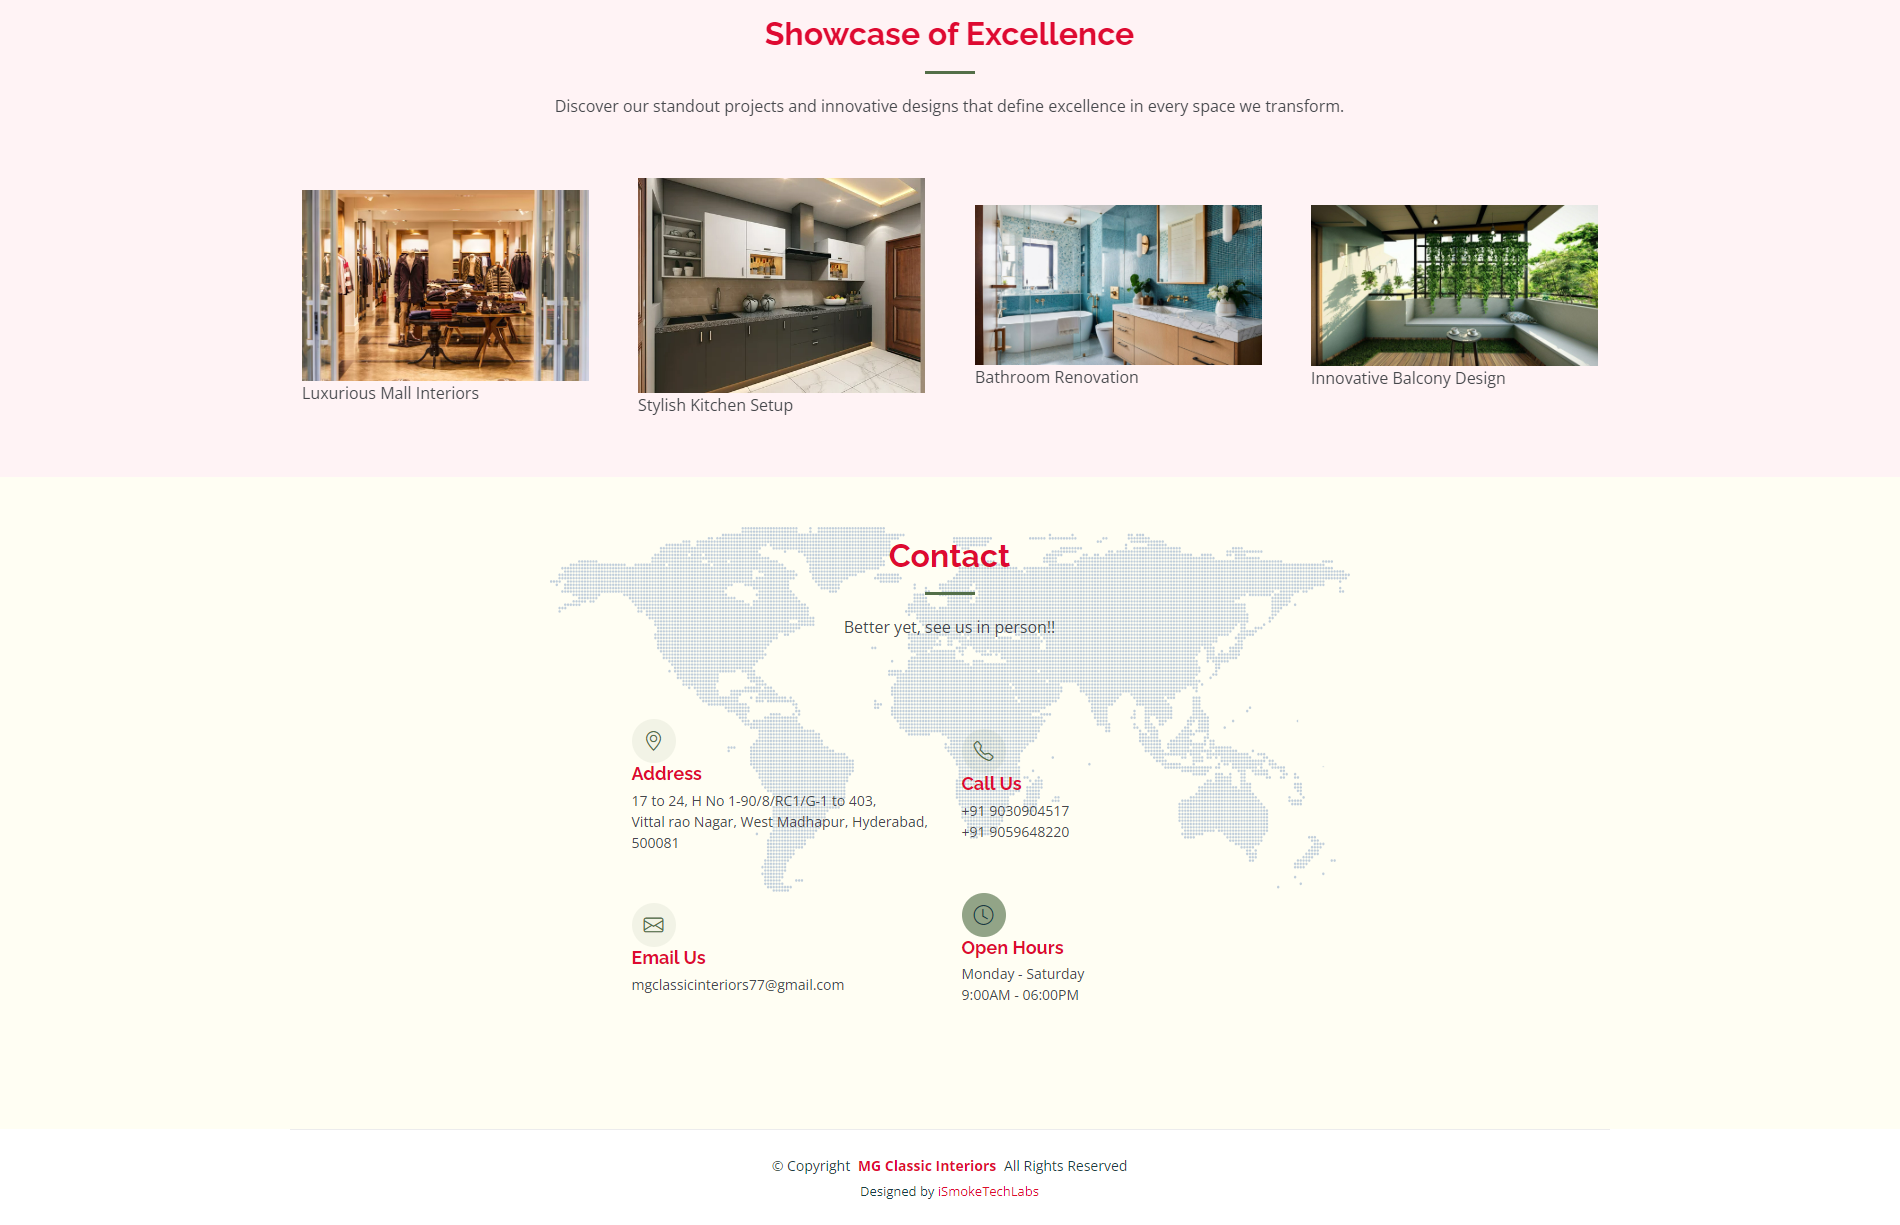 Showcase of Excellence
Discover our standout projects and innovative designs that define excellence in every space we transform.
Luxurious Mall Interiors
Stylish Kitchen Setup
Bathroom Renovation
Innovative Balcony Design
Contact
Better yet, see us in person!!
Address
17 to 24, H No 1-90/8/RC1/G-1 to 403,
Vittal rao Nagar, West Madhapur, Hyderabad,
500081
Call Us
+91 9030904517
+91 9059648220
Email Us
mgclassicinteriors77@gmail.com
Open Hours
Monday - Saturday
9:00AM - 06:00PM
© Copyright MG Classic Interiors All Rights Reserved
Designed by iSmokeTechLabs